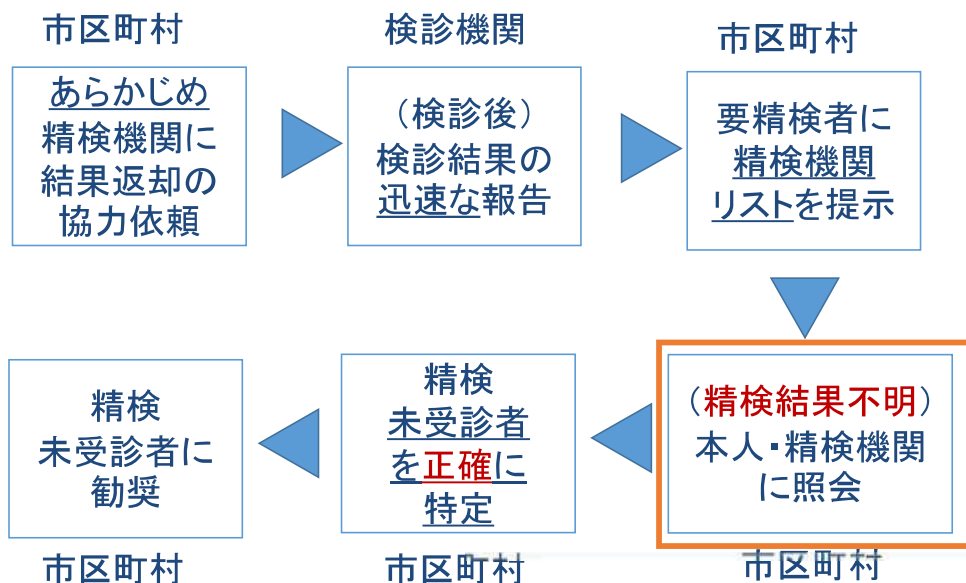 市区町村
あらかじめ
精検機関に
結果返却の
協力依頼
検診機関
（検診後）
検診結果の
迅速な報告
市区町村
要精検者に
精検機関
リストを提示
（精検結果不明）
本人・精検機関
に照会
市区町村
精検
未受診者
を正確に
特定
市区町村
精検
未受診者に
勧奨
市区町村